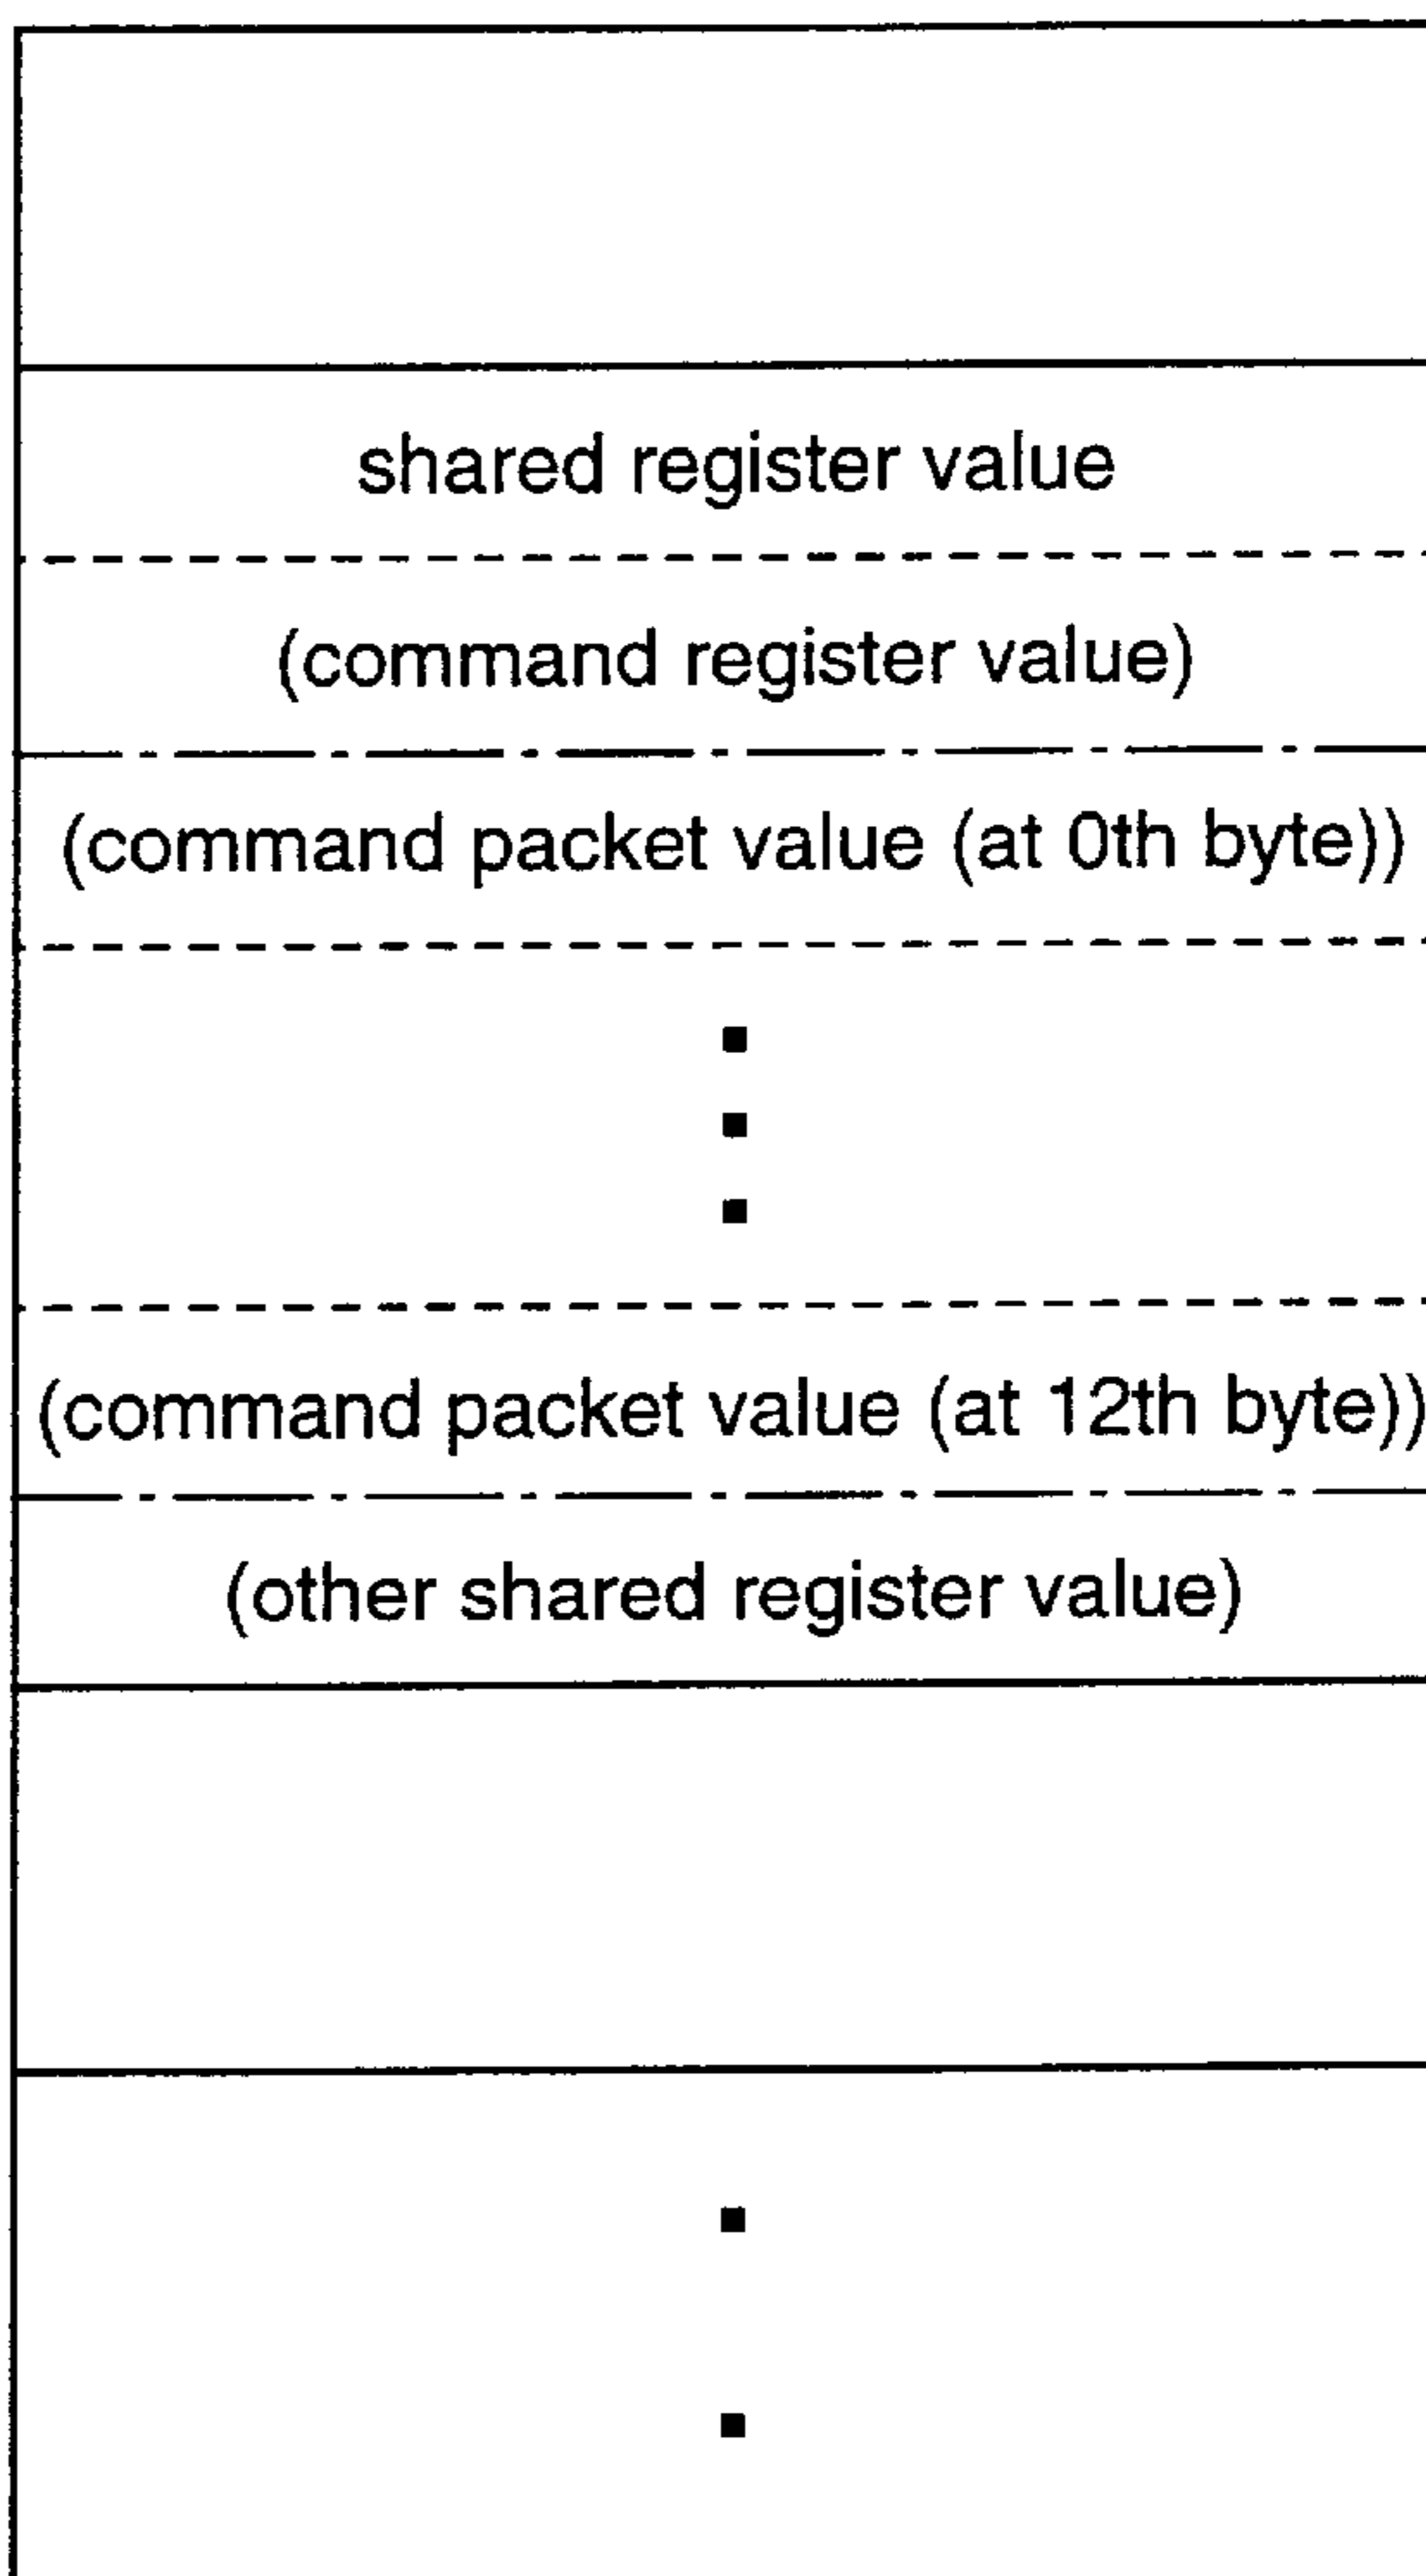 shared register value
(command register value)
(command packet value (at 0th byte))
(command packet value (at 12th byte))
(other shared register value)